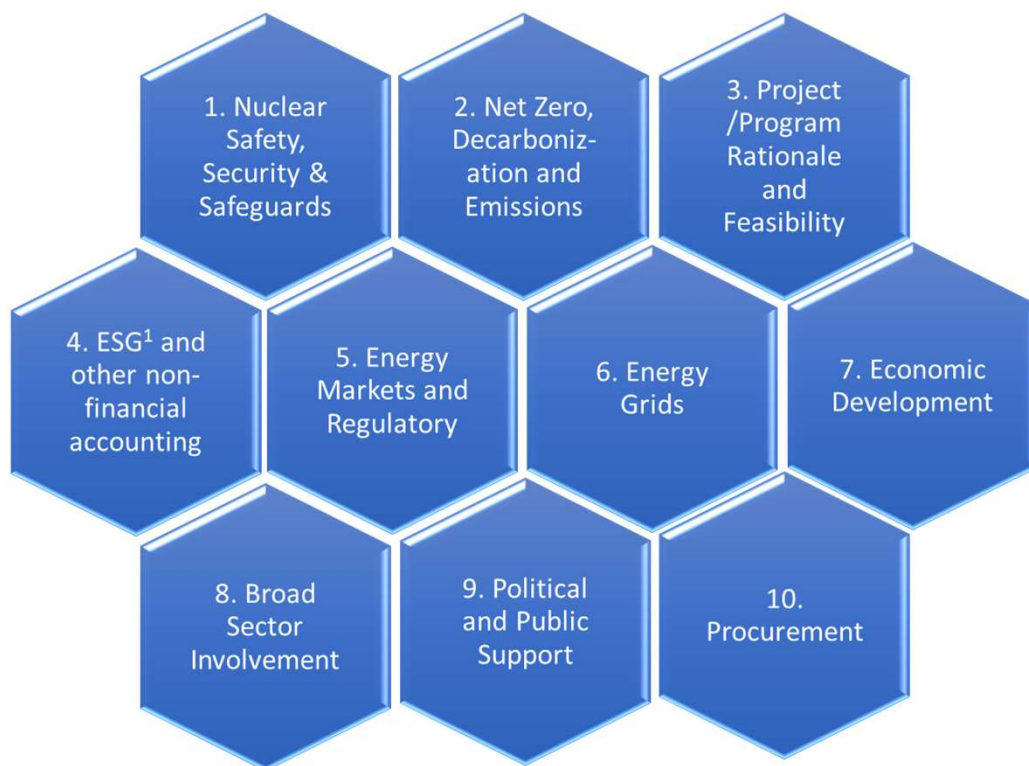 1. Nuclear
Safety,
Security &
Safeguards
2. Net Zero,
Decarboniz-
ation and
Emissions
3. Project
/Program
Rationale
and
Feasibility
4. ESG¹ and
other non-
financial
accounting
5. Energy
Markets and
Regulatory
6. Energy
Grids
7. Economic
Development
8. Broad
Sector
Involvement
9. Political
and Public
Support
10.
Procurement